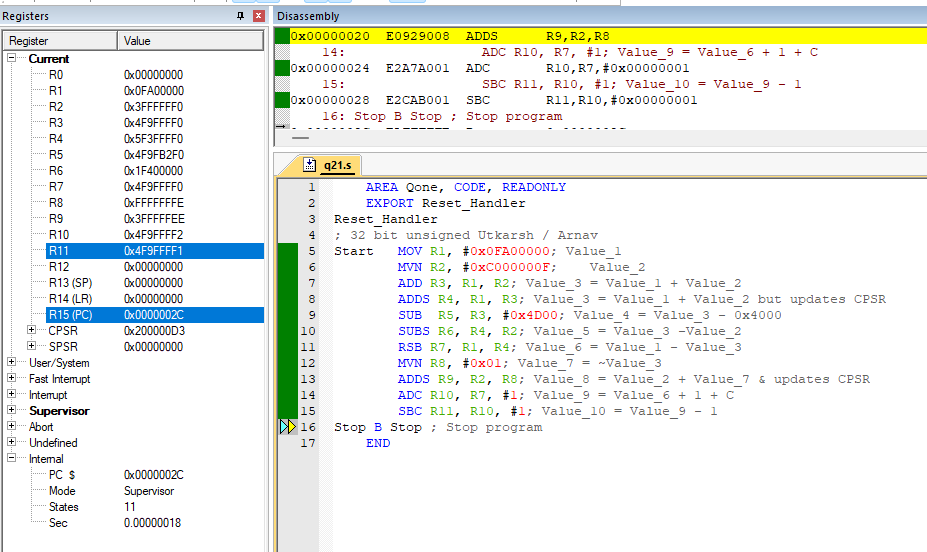 Registers
Register Value
Current
R0 0x00000000
R1 0x0FA00000
R2 0x3FFFFFF0
R3 0x4F9FFFF0
R4 0x5F3FFFF0
R5 0x4F9FB2F0
R6 0x1F400000
R7 0x4F9FFFF0
R8 0xFFFFFFFE
R9 0x3FFFFFEE
R10 0x4F9FFFF2
R11 0x4F9FFFF1
R12 0x00000000
R13 (SP) 0x00000000
R14 (LR) 0x00000000
R15 (PC) 0x0000002C
CPSR 0x200000D3
SPSR 0x00000000
User/System
Fast Interrupt
Interrupt
Supervisor
Abort
Undefined
Internal
PC $ 0x0000002C
Mode Supervisor
States 11
Sec 0.00000018
Disassembly
0x00000020 E0929008 ADDS R9,R2,R8
14: ADC R10, R7, #1; Value_9 = Value_6 + 1 + C
0x00000024 E2A7A001 ADC R10,R7,#0x00000001
15: SBC R11, R10, #1; Value_10 = Value_9 - 1
0x00000028 E2CAB001 SBC R11,R10,#0x00000001
16: Stop B Stop ; Stop program
q21.s
1 AREA Qone, CODE, READONLY
2 EXPORT Reset_Handler
3 Reset_Handler
4 ; 32 bit unsigned Utkarsh / Arnav
5 Start MOV R1, #0x0FA00000; Value_1
6 MVN R2, #0xC000000F; Value_2
7 ADD R3, R1, R2; Value_3 = Value_1 + Value_2
8 ADDS R4, R1, R3; Value_3 = Value_1 + Value_2 but updates CPSR
9 SUB R5, R3, #0x4D00; Value_4 = Value_3 - 0x4000
10 SUBS R6, R4, R2; Value_5 = Value_3 -Value_2
11 RSB R7, R1, R4; Value_6 = Value_1 - Value_3
12 MVN R8, #0x01; Value_7 = ~Value_3
13 ADDS R9, R2, R8; Value_8 = Value_2 + Value_7 & updates CPSR
14 ADC R10, R7, #1; Value_9 = Value_6 + 1 + C
15 SBC R11, R10, #1; Value_10 = Value_9 - 1
16 Stop B Stop ; Stop program
17 END